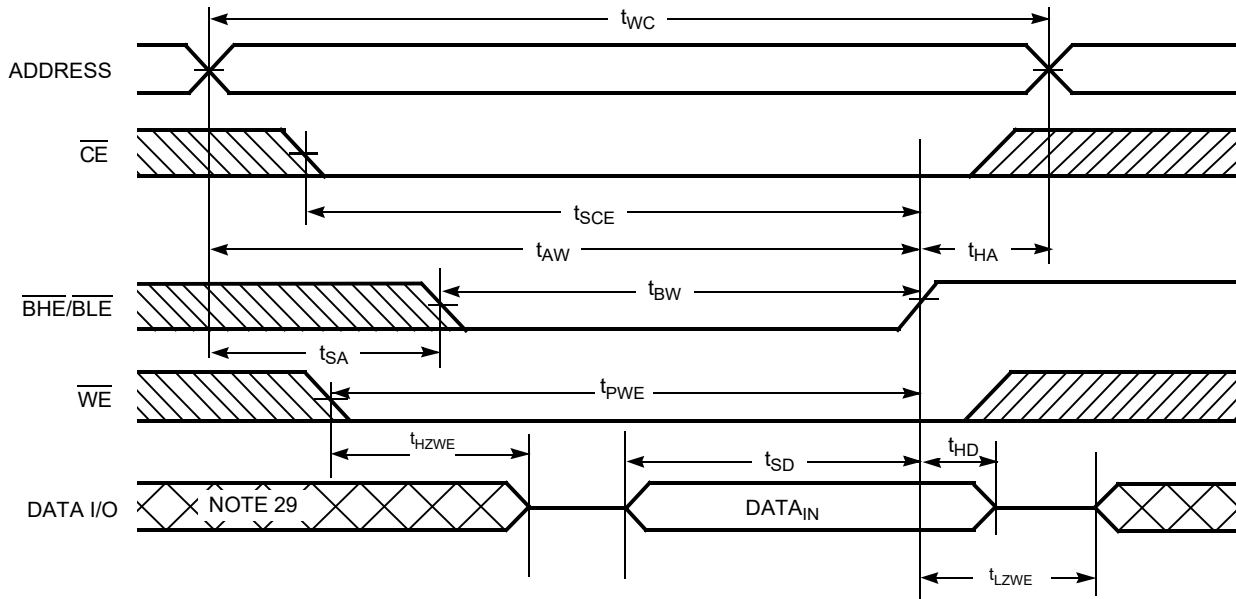 tWC
ADDRESS
CE
tSCE
tAW
tHA
BHE/BLE
tBW
tSA
WE
tPWE
tHZWE
tSD
tHD
DATA I/O
NOTE 29
DATAIN
tLZWE